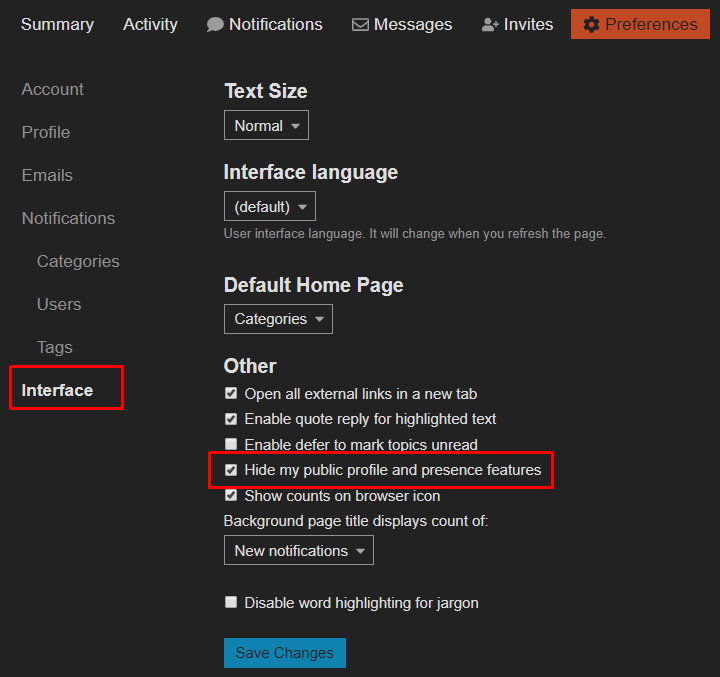 Summary Activity Notifications Messages Invites Preferences
Account
Profile
Emails
Notifications
Categories
Users
Tags
Interface
Text Size
Normal
Interface language
(default)
User interface language. It will change when you refresh the page.
Default Home Page
Categories
Other
Open all external links in a new tab
Enable quote reply for highlighted text
Enable defer to mark topics unread
Hide my public profile and presence features
Show counts on browser icon
Background page title displays count of:
New notifications
Disable word highlighting for jargon
Save Changes